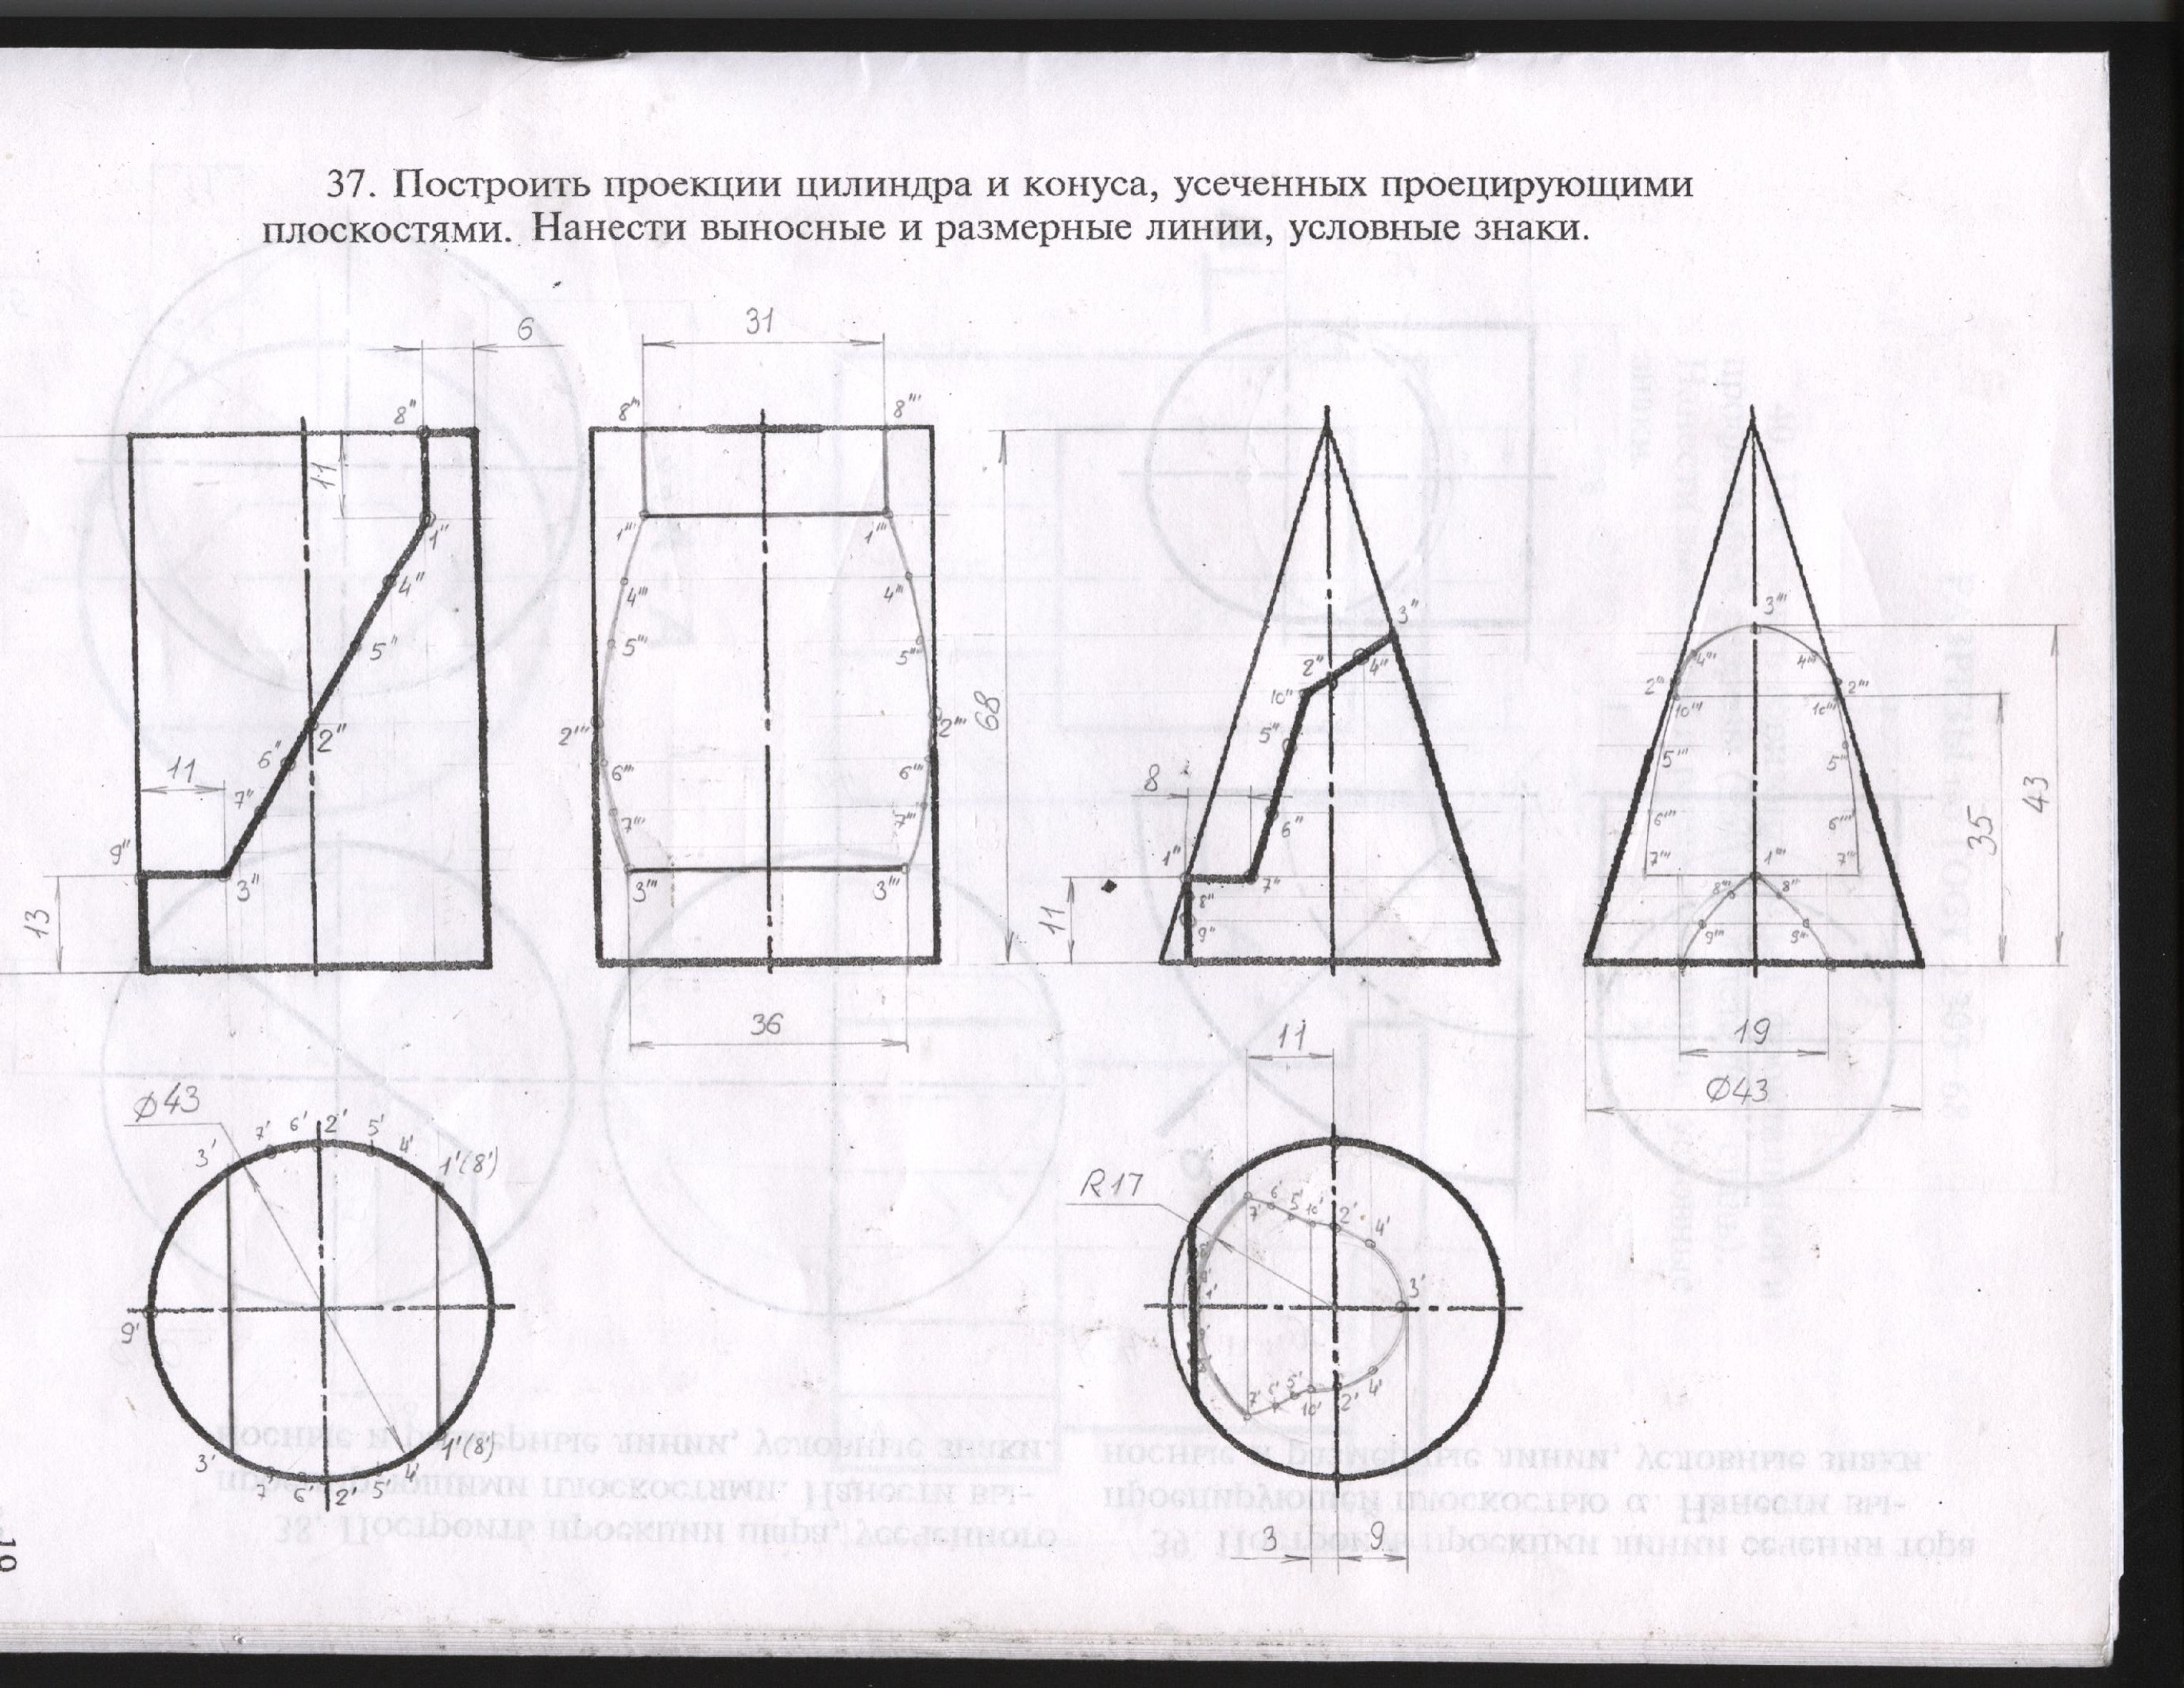 37. Построить проекции цилиндра и конуса, усеченных проецирующими
плоскостями. Нанести выносные и размерные линии, условные знаки.
6
31
8'' 8''' 8'''
11
1'' 1''' 1'''
4'' 4''' 4'''
5'' 5''' 5'''
2'' 2''' 2'''
6'' 6''' 6'''
11
7'' 7''' 7'''
9''
3'' 3''' 3'''
13
36
68
3'' 3'''
2'' 4'' 4''' 4'''
10'' 2''' 2'''
10''' 10'''
5'' 5''' 5'''
8
6'' 6''' 6'''
1'' 7'' 7''' 1''' 7'''
8'' 8''' 8'''
9'' 9''' 9'''
11
35
43
19
Ø43
Ø43
3' 7' 6' 2' 5' 4' 1'(8')
9'
3' 7' 6' 2' 5' 4' 1'(8')
11
R17
7' 6' 5' 10' 2' 4'
1' 3'
7' 6' 5' 10' 2' 4'
3 9
19